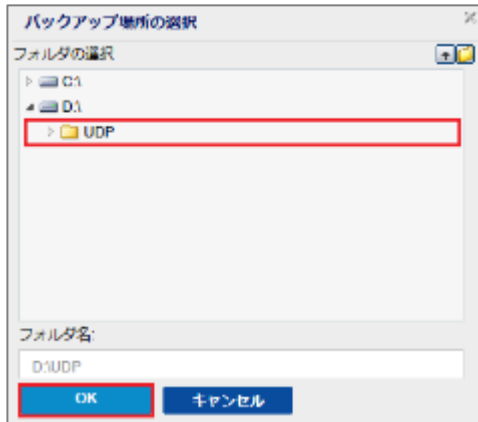 バックアップ場所の選択
フォルダの選択
C:\
D:\
UDP
フォルダ名:
D:\UDP
OK
キャンセル